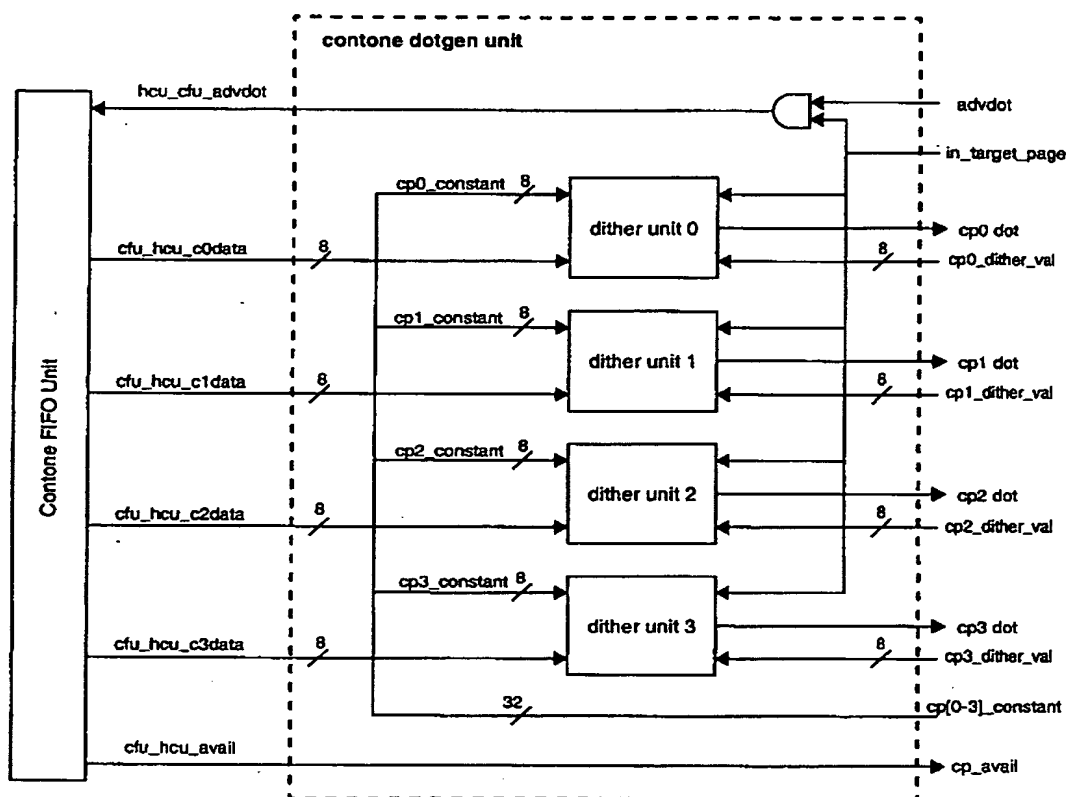 contone dotgen unit
hcu_cfu_advdot
advdot
in_target_page
cp0_constant 8
dither unit 0
cp0 dot
cfu_hcu_c0data 8
8 cp0_dither_val
cp1_constant 8
dither unit 1
cp1 dot
cfu_hcu_c1data 8
8 cp1_dither_val
Contone FIFO Unit
cp2_constant 8
dither unit 2
cp2 dot
cfu_hcu_c2data 8
8 cp2_dither_val
cp3_constant 8
dither unit 3
cp3 dot
cfu_hcu_c3data 8
8 cp3_dither_val
32 cp[0-3]_constant
cfu_hcu_avail
cp_avail